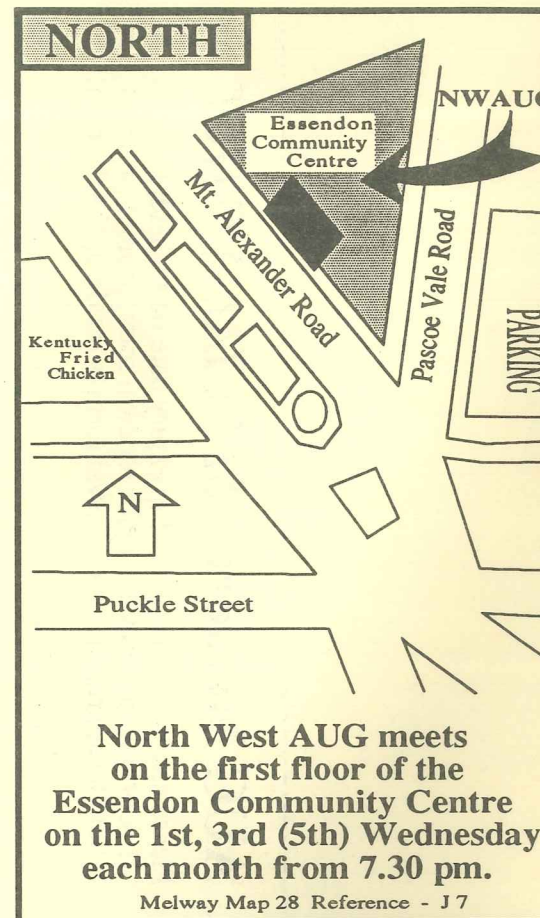 NORTH
NWAUG
Essendon
Community
Centre
Mt. Alexander Road
Pascoe Vale Road
PARKING
Kentucky
Fried
Chicken
N
Puckle Street
North West AUG meets
on the first floor of the
Essendon Community Centre
on the 1st, 3rd (5th) Wednesday
each month from 7.30 pm.
Melway Map 28 Reference - J 7